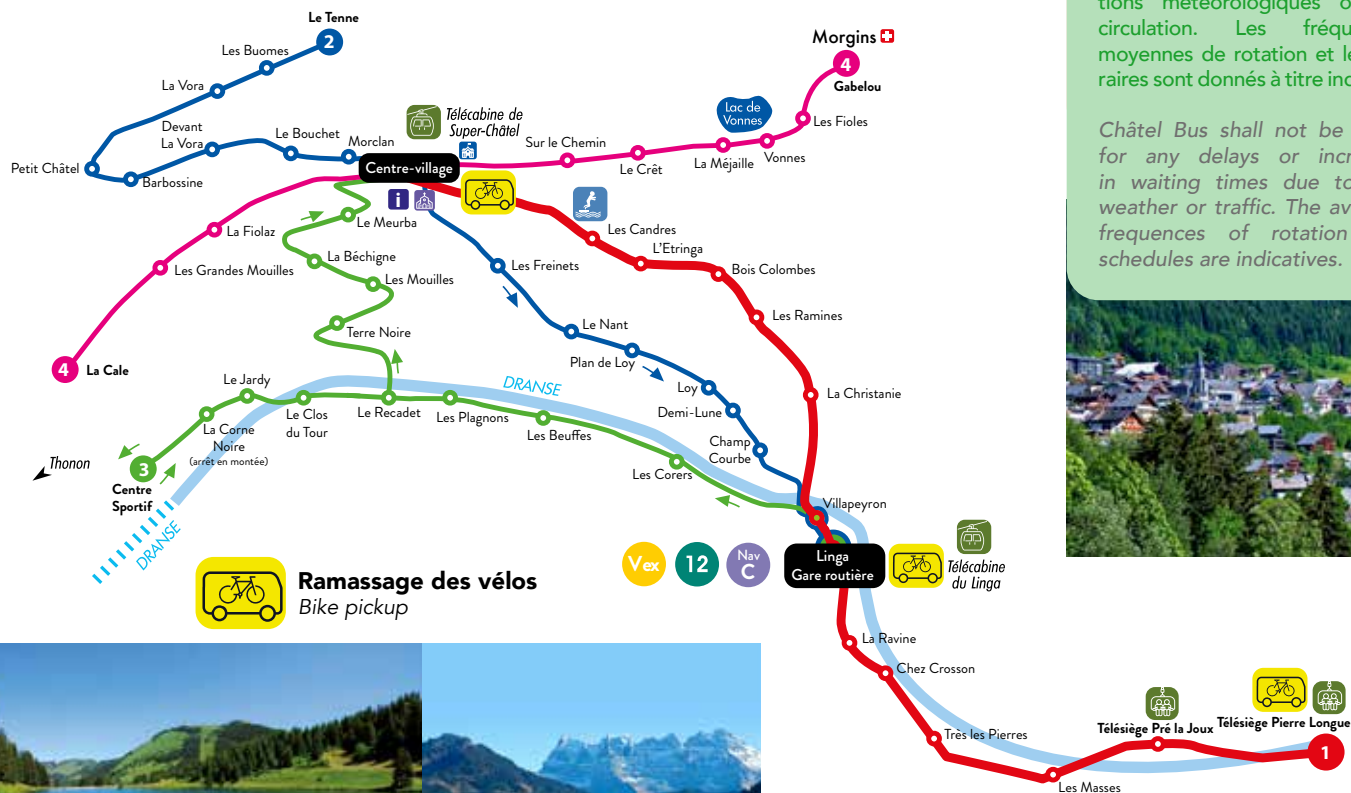 Le Tenne
2
Les Buomes
La Vora
Devant
La Vora
Le Bouchet
Morclan
Petit Châtel
Barbossine
Télécabine de
Super-Châtel
Centre-village
i
Morgins
4
Gabelou
Lac de
Vonnes
Les Fioles
Sur le Chemin
Le Crêt
La Méjaille
Vonnes
La Fiolaz
Les Grandes Mouilles
4
La Cale
Le Meurba
La Béchigne
Les Mouilles
Terre Noire
Les Candres
L'Etringa
Bois Colombes
Les Ramines
La Christanie
Les Freinets
Le Nant
Plan de Loy
Loy
Demi-Lune
Champ
Courbe
DRANSE
Le Jardy
La Corne
Noire
(arrêt en montée)
Le Clos
du Tour
Le Recadet
Les Plagnons
Les Beuffes
Les Corers
Thonon
3
Centre
Sportif
DRANSE
Villapeyron
Vex
12
Nav
C
Linga
Gare routière
Télécabine
du Linga
Ramassage des vélos
Bike pickup
La Ravine
Chez Crosson
Très les Pierres
Les Masses
Télésiège Pré la Joux
Télésiège Pierre Longue
1
tions météorologiques o
circulation. Les fréqu
moyennes de rotation et le
raires sont donnés à titre ind
Châtel Bus shall not be
for any delays or incr
in waiting times due to
weather or traffic. The av
frequences of rotation
schedules are indicatives.